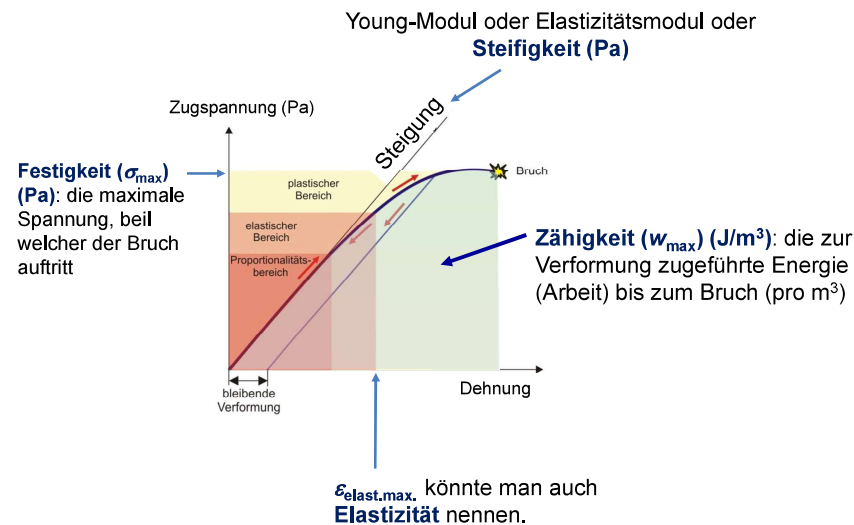 Young-Modul oder Elastizitätsmodul oder
Steifigkeit (Pa)
Zugspannung (Pa)
Steigung
Festigkeit (σmax)
(Pa): die maximale
Spannung, beil
welcher der Bruch
auftritt
plastischer
Bereich
elastischer
Bereich
Proportionalitäts-
bereich
Bruch
Zähigkeit (wmax) (J/m³): die zur
Verformung zugeführte Energie
(Arbeit) bis zum Bruch (pro m³)
Dehnung
bleibende
Verformung
εelast.max. könnte man auch
Elastizität nennen.